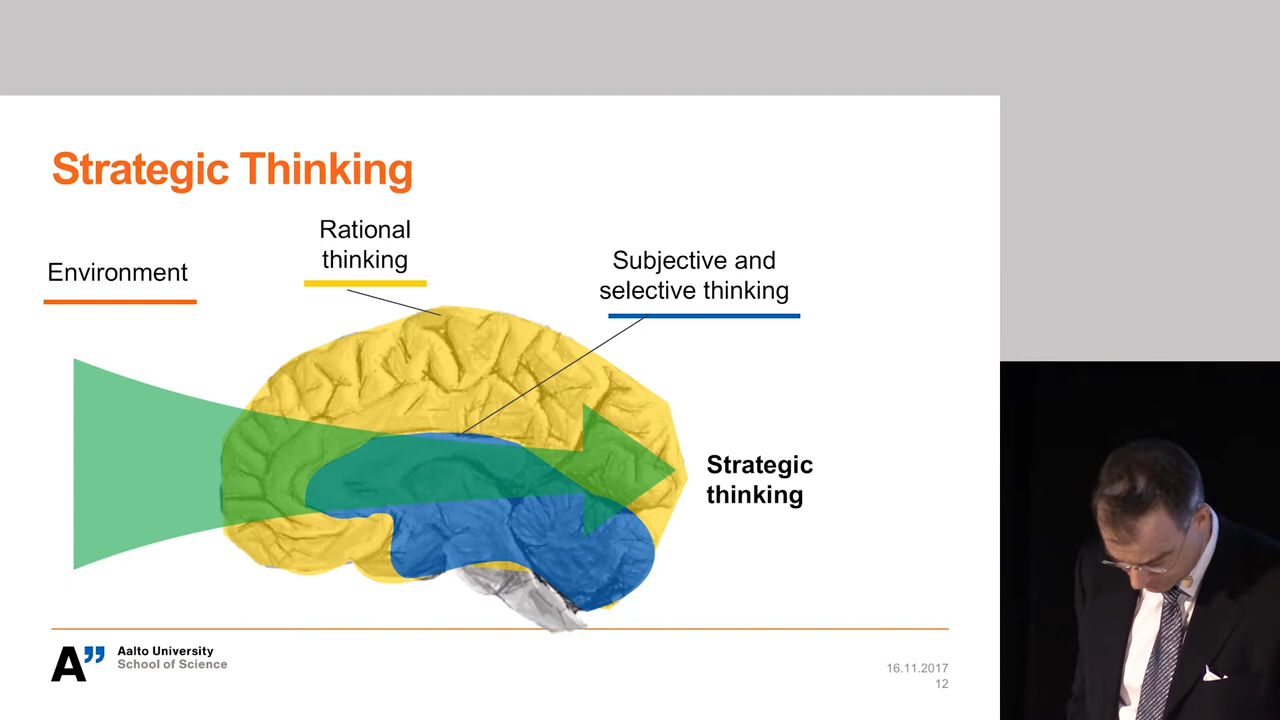 Strategic Thinking
Environment
Rational
thinking
Subjective and
selective thinking
Strategic
thinking
A”
Aalto University
School of Science
16.11.2017
12